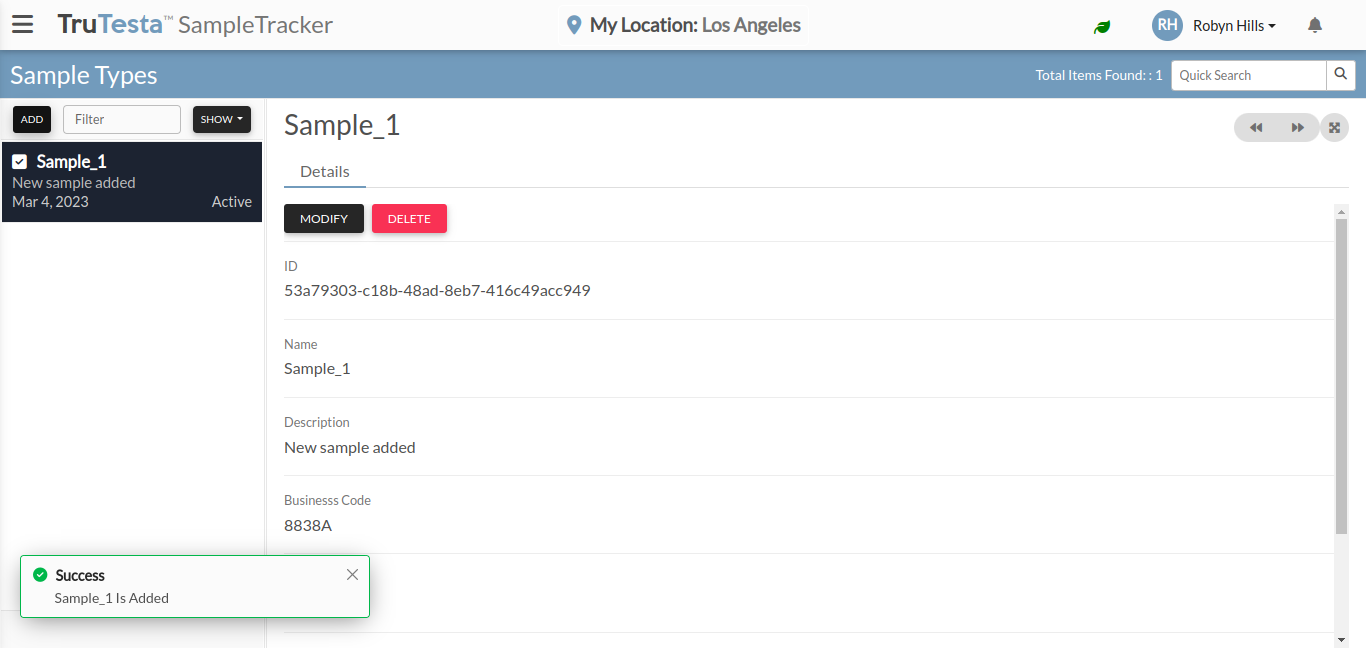 TruTesta™ SampleTracker
My Location: Los Angeles
RH Robyn Hills
Sample Types
Total Items Found: : 1
Quick Search
ADD
Filter
SHOW
Sample_1
New sample added
Mar 4, 2023 Active
Sample_1
Details
MODIFY DELETE
ID
53a79303-c18b-48ad-8eb7-416c49acc949
Name
Sample_1
Description
New sample added
Businesss Code
8838A
Success
Sample_1 Is Added